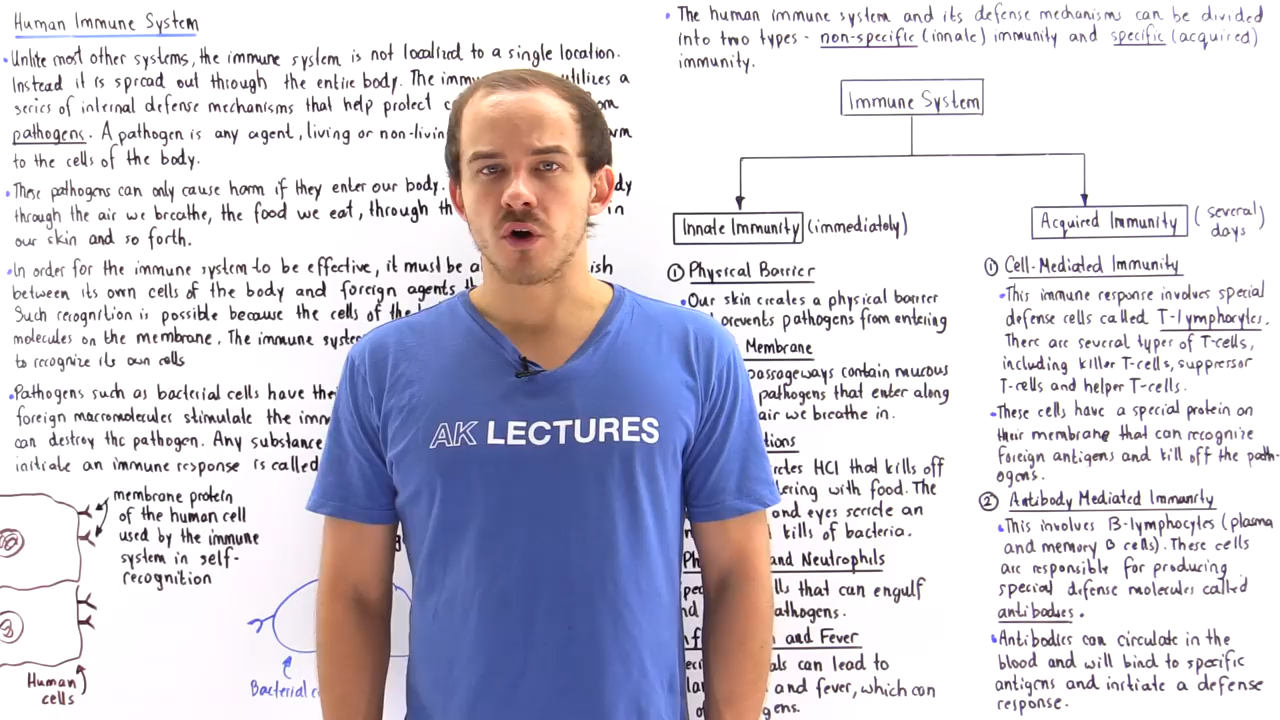 Human Immune System
• Unlike most other systems, the immune system is not localized to a single location.
Instead it is spread out through the entire body. The utilizes a
series of internal defense mechanisms that help protect
pathogens. A pathogen is any agent, living or non-living
to the cells of the body.
• These pathogens can only cause harm if they enter our body.
through the air we breathe, the food we eat, through in
our skin and so forth.
• In order for the immune system to be effective, it must be
between its own cells of the body and foreign agents
Such recognition is possible because the cells of the
molecules on the membrane. The immune
to recognize its own cells
• Pathogens such as bacterial cells have
foreign macromolecules stimulate the
can destroy the pathogen. Any substance
initiate an immune response is called
membrane protein
of the human cell
used by the immune
system in self-
recognition
Human
cells
Bacterial
• The human immune system and its defense mechanisms can be divided
into two types - non-specific (innate) immunity and specific (acquired)
immunity.
Immune System
Innate Immunity (immediately)
① Physical Barrier
• Our skin creates a physical barrier
prevents pathogens from entering
Membrane
passageways contain mucous
pathogens that enter along
air we breathe in.
HCl that kills off
with food. The
and eyes secrete an
kills of bacteria.
and Neutrophils
that can engulf
and Fever
can lead to
and fever, which can
Acquired Immunity (several
days)
① Cell-Mediated Immunity
• This immune response involves special
defense cells called T-lymphocytes.
There are several types of T-cells,
including killer T-cells, suppressor
T-cells and helper T-cells.
• These cells have a special protein on
their membrane that can recognize
foreign antigens and kill off the path-
ogens.
② Antibody Mediated Immunity
• This involves B-lymphocytes (plasma
and memory B cells). These cells
are responsible for producing
special defense molecules called
antibodies.
• Antibodies can circulate in the
blood and will bind to specific
antigens and initiate a defense
response.
AK LECTURES